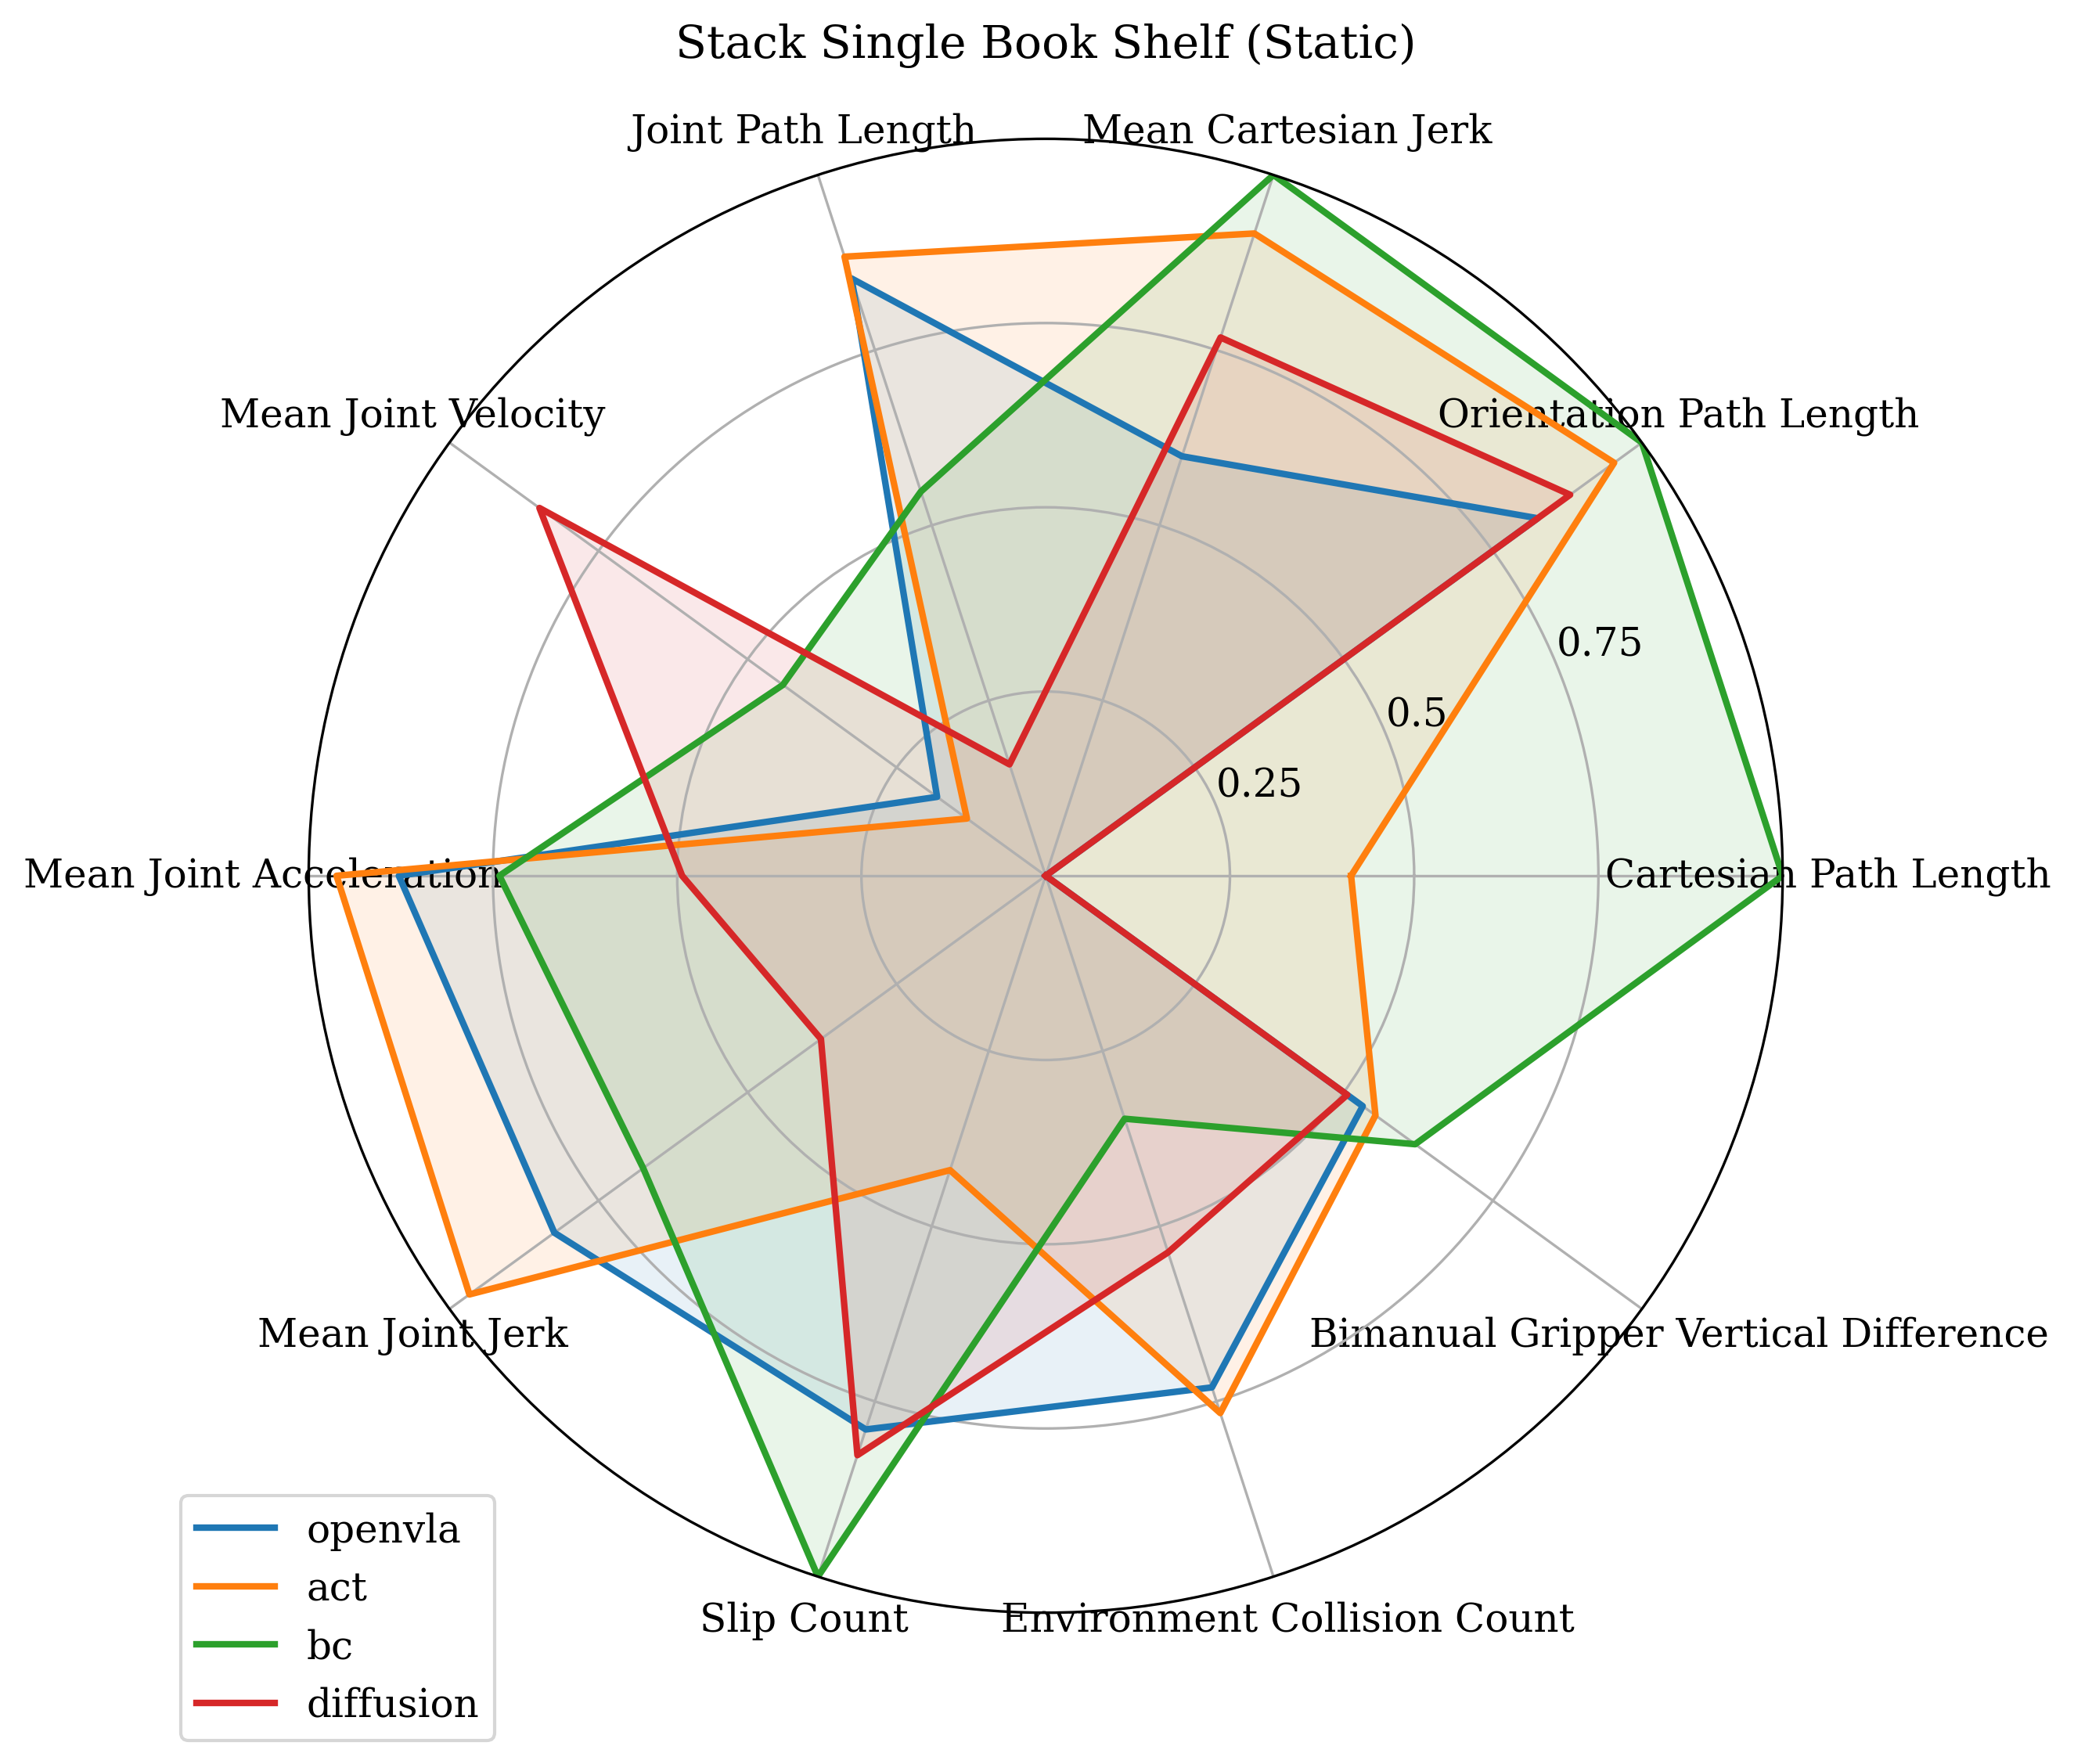 Stack Single Book Shelf (Static)
Joint Path Length
Mean Cartesian Jerk
Mean Joint Velocity
Orientation Path Length
0.75
0.5
0.25
Mean Joint Acceleration
Cartesian Path Length
Mean Joint Jerk
Bimanual Gripper Vertical Difference
Slip Count
Environment Collision Count
openvla
act
bc
diffusion